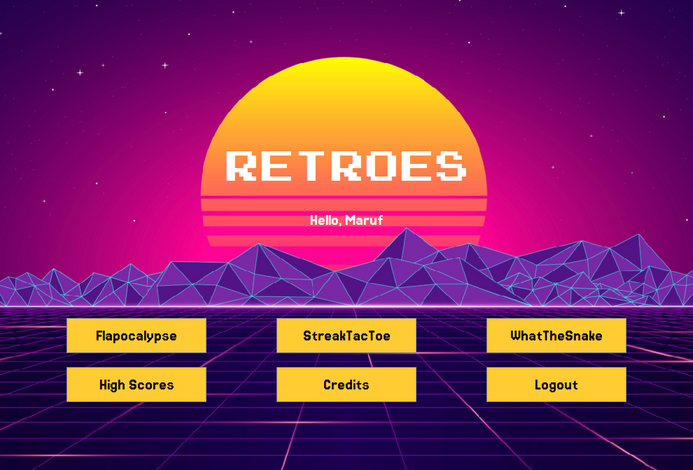 RETROES
Hello, Maruf
Flapocalypse
StreakTacToe
WhatTheSnake
High Scores
Credits
Logout